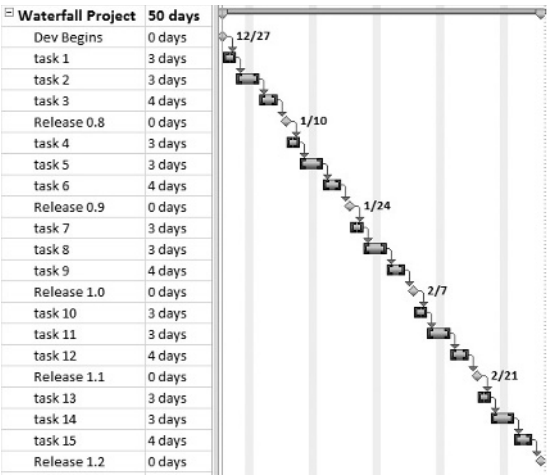 Waterfall Project 50 days
Dev Begins 0 days 12/27
task 1 3 days
task 2 3 days
task 3 4 days
Release 0.8 0 days 1/10
task 4 3 days
task 5 3 days
task 6 4 days
Release 0.9 0 days 1/24
task 7 3 days
task 8 3 days
task 9 4 days
Release 1.0 0 days 2/7
task 10 3 days
task 11 3 days
task 12 4 days
Release 1.1 0 days 2/21
task 13 3 days
task 14 3 days
task 15 4 days
Release 1.2 0 days